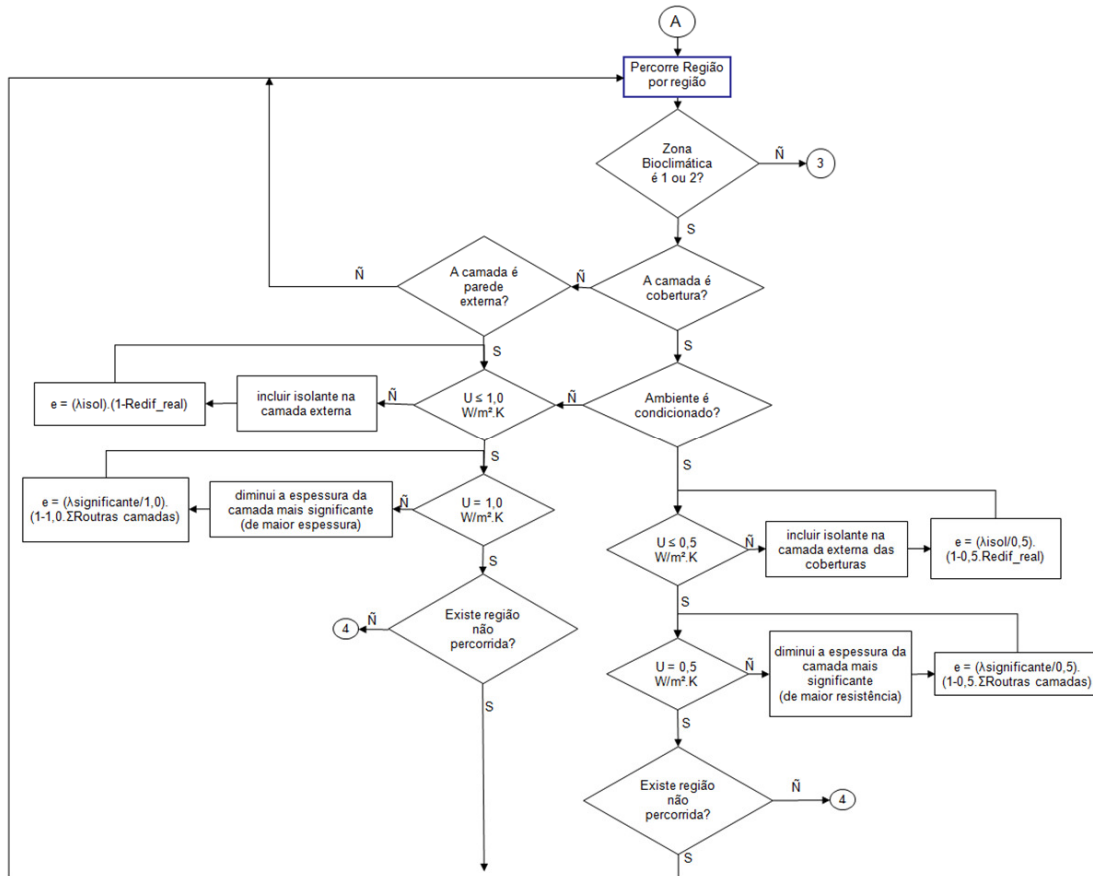 A
Percorre Região
por região
Zona
Bioclimática
é 1 ou 2?
Ñ
3
S
A camada é
cobertura?
Ñ
A camada é
parede
externa?
Ñ
S
S
Ambiente é
condicionado?
Ñ
U ≤ 1,0
W/m².K
Ñ
incluir isolante na
camada externa
e = (λisol).(1-Redif_real)
S
U = 1,0
W/m².K
Ñ
diminui a espessura da
camada mais significante
(de maior espessura)
e = (λsignificante/1,0).
(1-1,0.ΣRoutras camadas)
S
Existe região
não
percorrida?
Ñ
4
S
S
U ≤ 0,5
W/m².K
Ñ
incluir isolante na
camada externa das
coberturas
e = (λisol/0,5).
(1-0,5.Redif_real)
S
U = 0,5
W/m².K
Ñ
diminui a espessura da
camada mais
significante
(de maior resistência)
e = (λsignificante/0,5).
(1-0,5.ΣRoutras camadas)
S
Existe região
não
percorrida?
Ñ
4
S